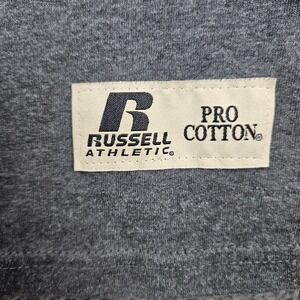 R
RUSSELL
ATHLETIC®
PRO
COTTON®